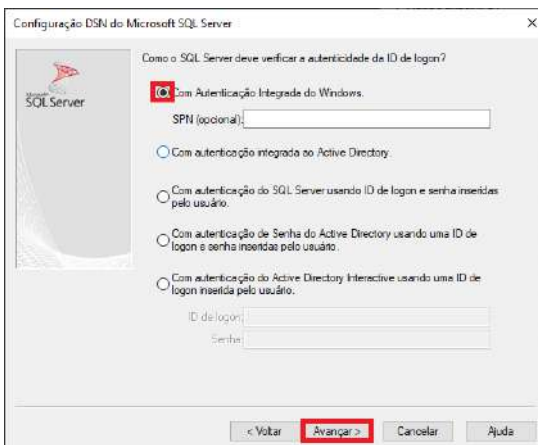 Configuração DSN do Microsoft SQL Server
Microsoft
SQL Server
Como o SQL Server deve verificar a autenticidade da ID de logon?
Com Autenticação Integrada do Windows.
SPN (opcional):
Com autenticação integrada ao Active Directory.
Com autenticação do SQL Server usando ID de logon e senha inseridas
pelo usuário.
Com autenticação de Senha do Active Directory usando uma ID de
logon e senha inseridas pelo usuário.
Com autenticação do Active Directory Interactive usando uma ID de
logon inserida pelo usuário.
ID de logon:
Senha:
< Voltar
Avançar >
Cancelar
Ajuda